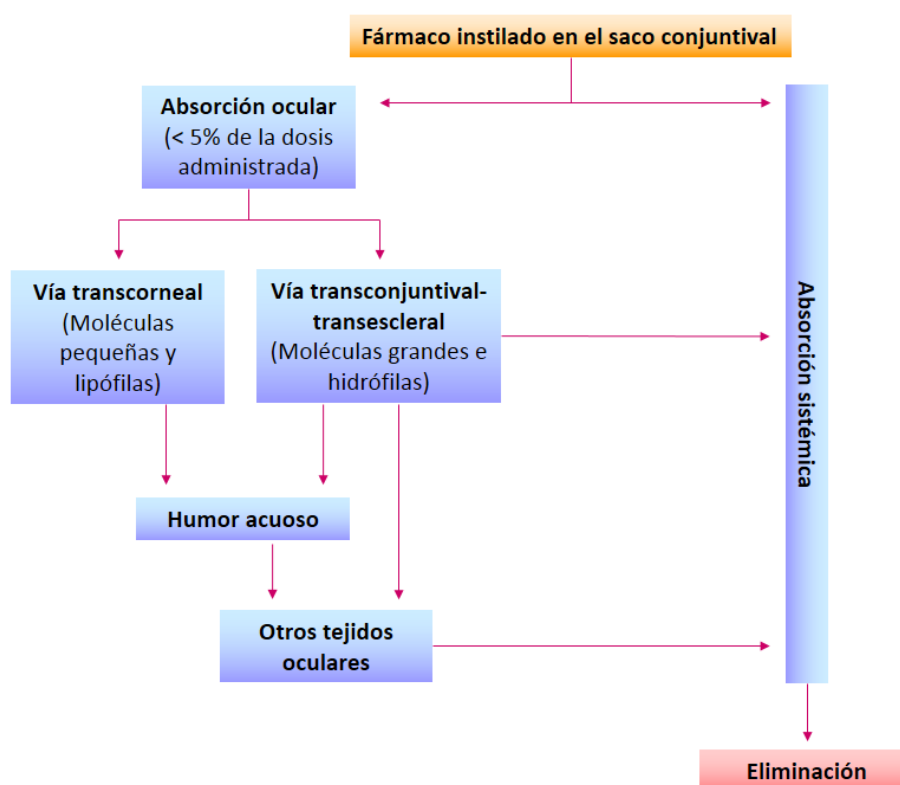 Fármaco instilado en el saco conjuntival
Absorción ocular
(< 5% de la dosis
administrada)
Vía transcorneal
(Moléculas
pequeñas y
lipófilas)
Vía transconjuntival-
transescleral
(Moléculas grandes e
hidrófilas)
Absorción sistémica
Humor acuoso
Otros tejidos
oculares
Eliminación